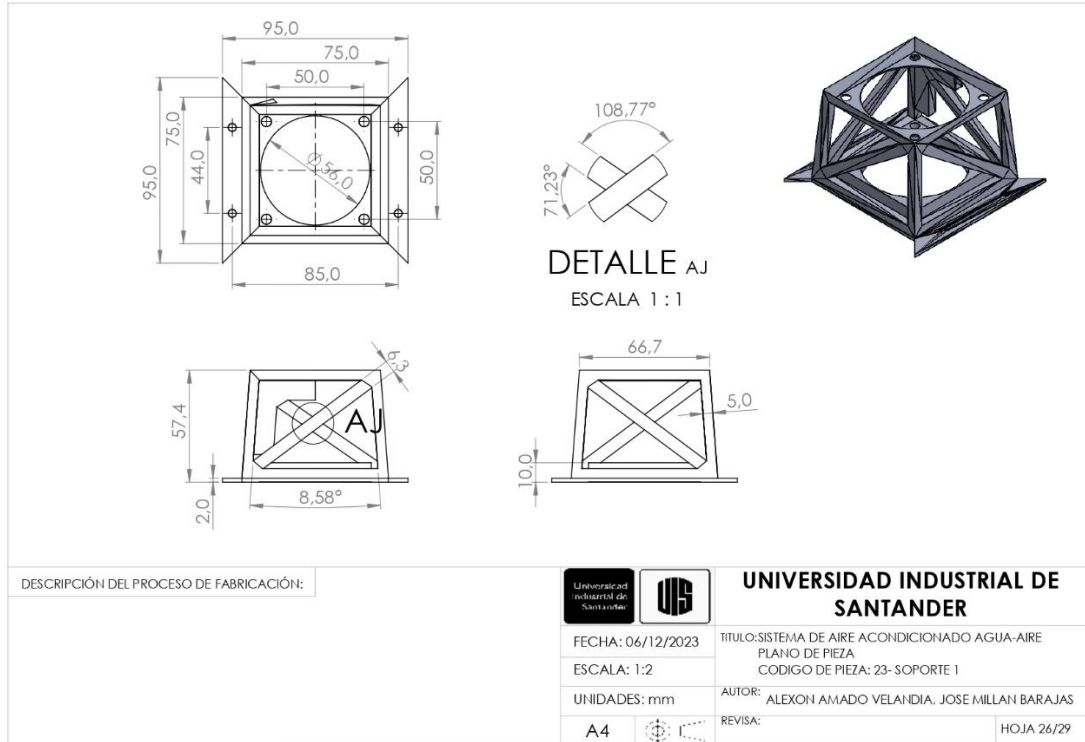 95,0
75,0
50,0
95,0
75,0
44,0
Ø 56,0
50,0
85,0
108,77°
71,23°
DETALLE AJ
ESCALA 1 : 1
57,4
2,0
6,3
AJ
8,58°
66,7
5,0
10,0
DESCRIPCIÓN DEL PROCESO DE FABRICACIÓN:
Universidad
Industrial de
Santander
UIS
UNIVERSIDAD INDUSTRIAL DE
SANTANDER
FECHA: 06/12/2023
TITULO:SISTEMA DE AIRE ACONDICIONADO AGUA-AIRE
PLANO DE PIEZA
ESCALA: 1:2
CODIGO DE PIEZA: 23- SOPORTE 1
UNIDADES: mm
AUTOR: ALEXON AMADO VELANDIA, JOSE MILLAN BARAJAS
A4
REVISA:
HOJA 26/29